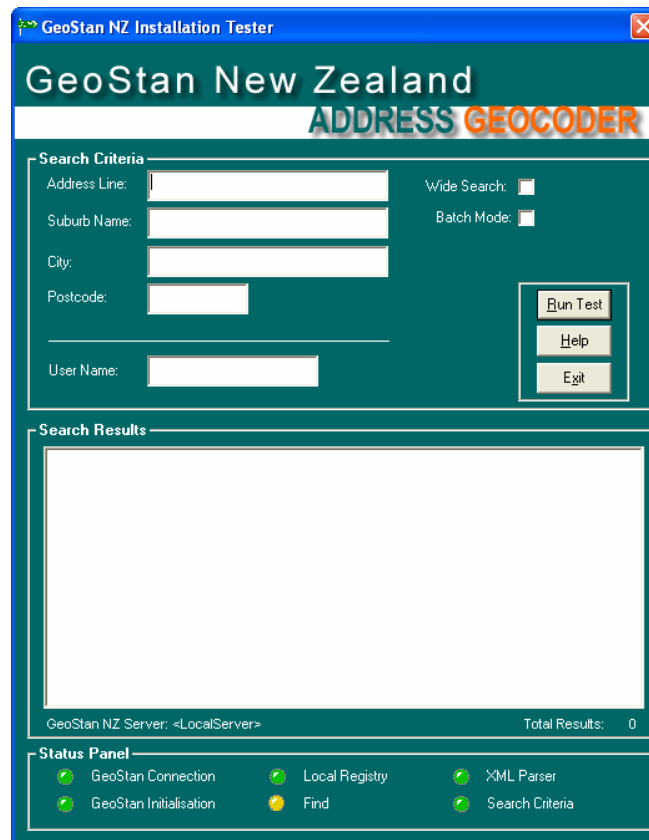 GeoStan NZ Installation Tester
GeoStan New Zealand
ADDRESS GEOCODER
Search Criteria
Address Line:
Wide Search:
Suburb Name:
Batch Mode:
City:
Postcode:
Run Test
Help
User Name:
Exit
Search Results
GeoStan NZ Server: <LocalServer>
Total Results: 0
Status Panel
GeoStan Connection
Local Registry
XML Parser
GeoStan Initialisation
Find
Search Criteria